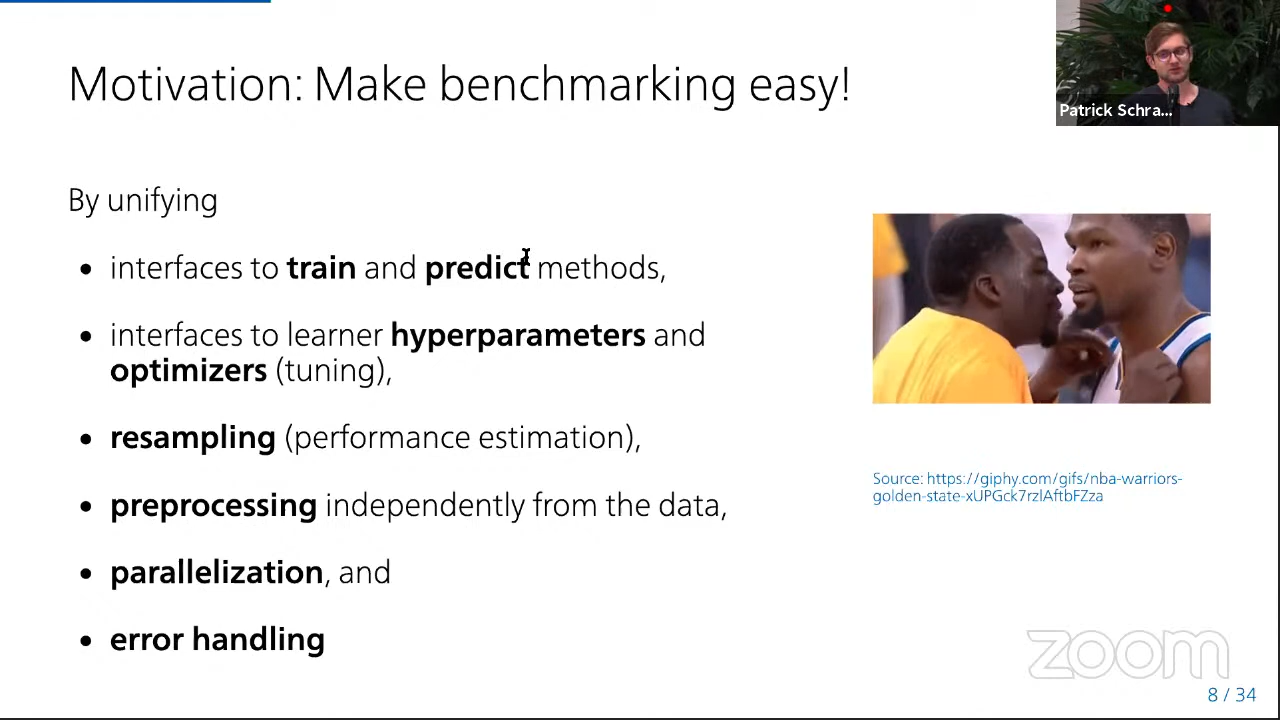 Motivation: Make benchmarking easy!
Patrick Schra...
By unifying
• interfaces to train and predict methods,
• interfaces to learner hyperparameters and
optimizers (tuning),
• resampling (performance estimation),
• preprocessing independently from the data,
• parallelization, and
• error handling
Source: https://giphy.com/gifs/nba-warriors-
golden-state-xUPGck7rzlAftbFZza
zoom
8 / 34